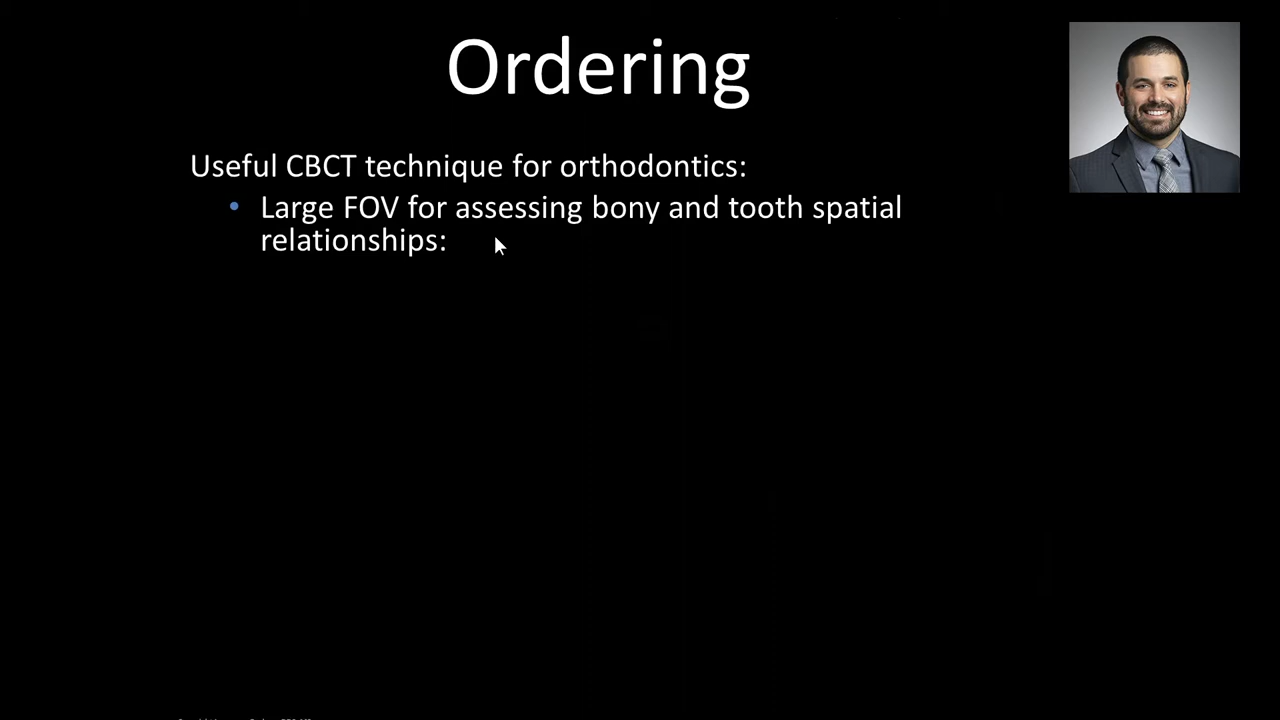 Ordering
Useful CBCT technique for orthodontics:
• Large FOV for assessing bony and tooth spatial
relationships: